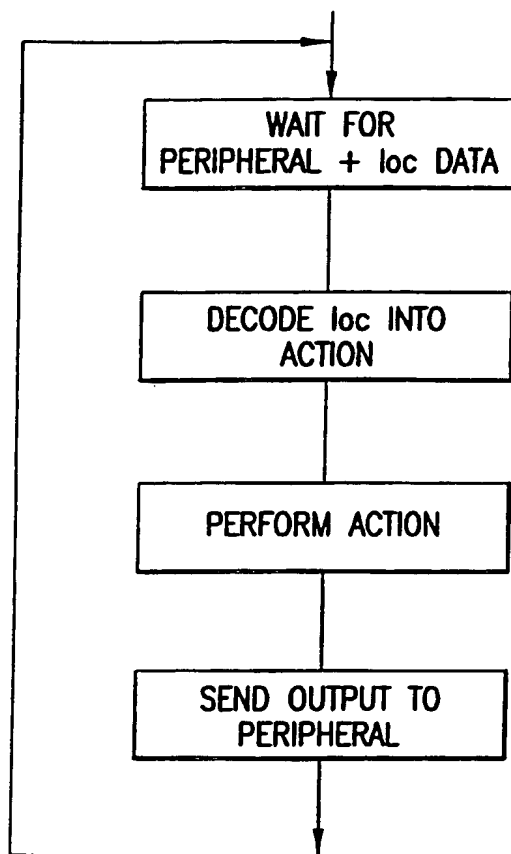 WAIT FOR
PERIPHERAL + loc DATA
DECODE loc INTO
ACTION
PERFORM ACTION
SEND OUTPUT TO
PERIPHERAL